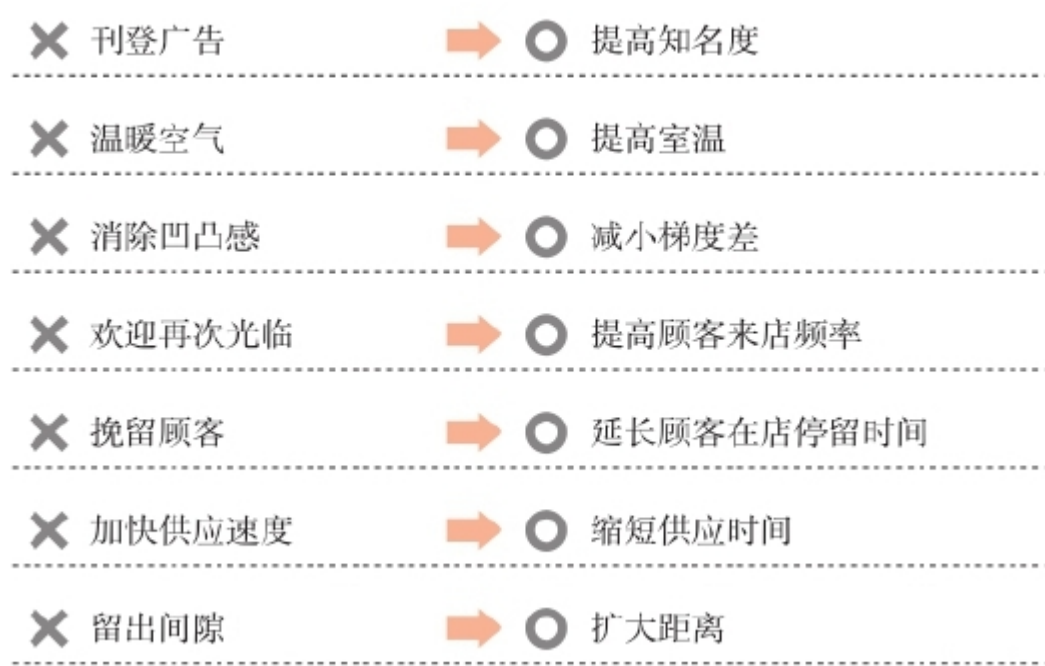 刊登广告 提高知名度
温暖空气 提高室温
消除凹凸感 减小梯度差
欢迎再次光临 提高顾客来店频率
挽留顾客 延长顾客在店停留时间
加快供应速度 缩短供应时间
留出间隙 扩大距离